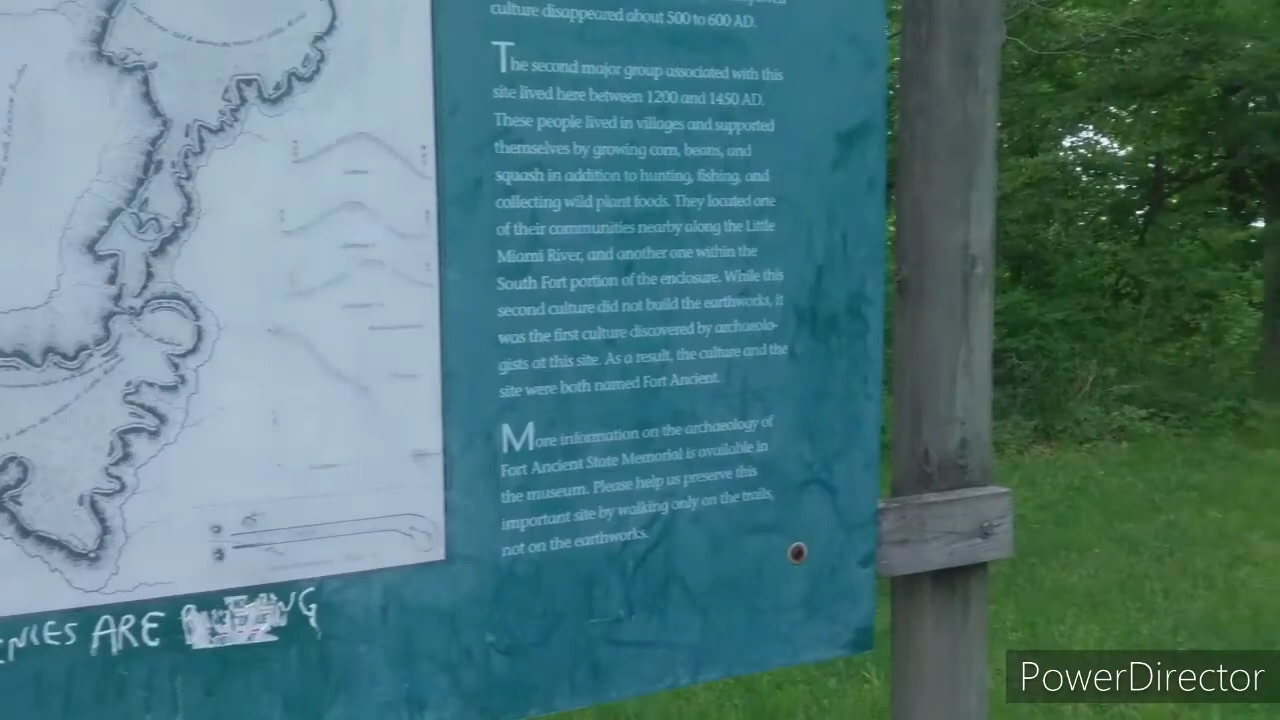 culture disappeared about 500 to 600 AD.
The second major group associated with this
site lived here between 1200 and 1450 AD.
These people lived in villages and supported
themselves by growing corn, beans, and
squash in addition to hunting, fishing, and
collecting wild plant foods. They located one
of their communities nearby along the Little
Miami River, and another one within the
South Fort portion of the enclosure. While this
second culture did not build the earthworks, it
was the first culture discovered by archaeolo-
gists at this site. As a result, the culture and the
site were both named Fort Ancient.
More information on the archaeology of
Fort Ancient State Memorial is available in
the museum. Please help us preserve this
important site by walking only on the trails,
not on the earthworks.
ARE
PowerDirector